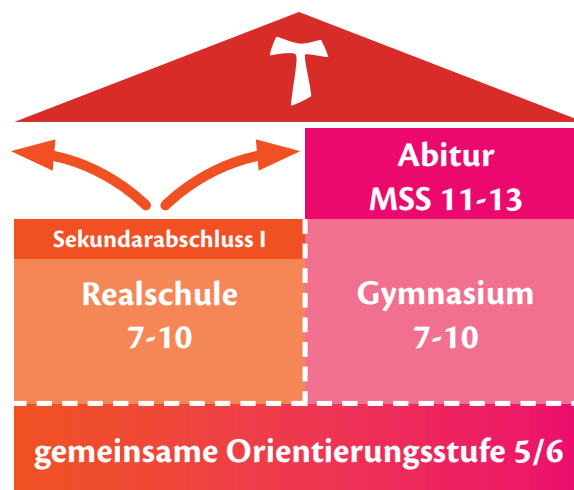 Abitur
MSS 11-13
Sekundarabschluss I
Realschule
7-10
Gymnasium
7-10
gemeinsame Orientierungsstufe 5/6